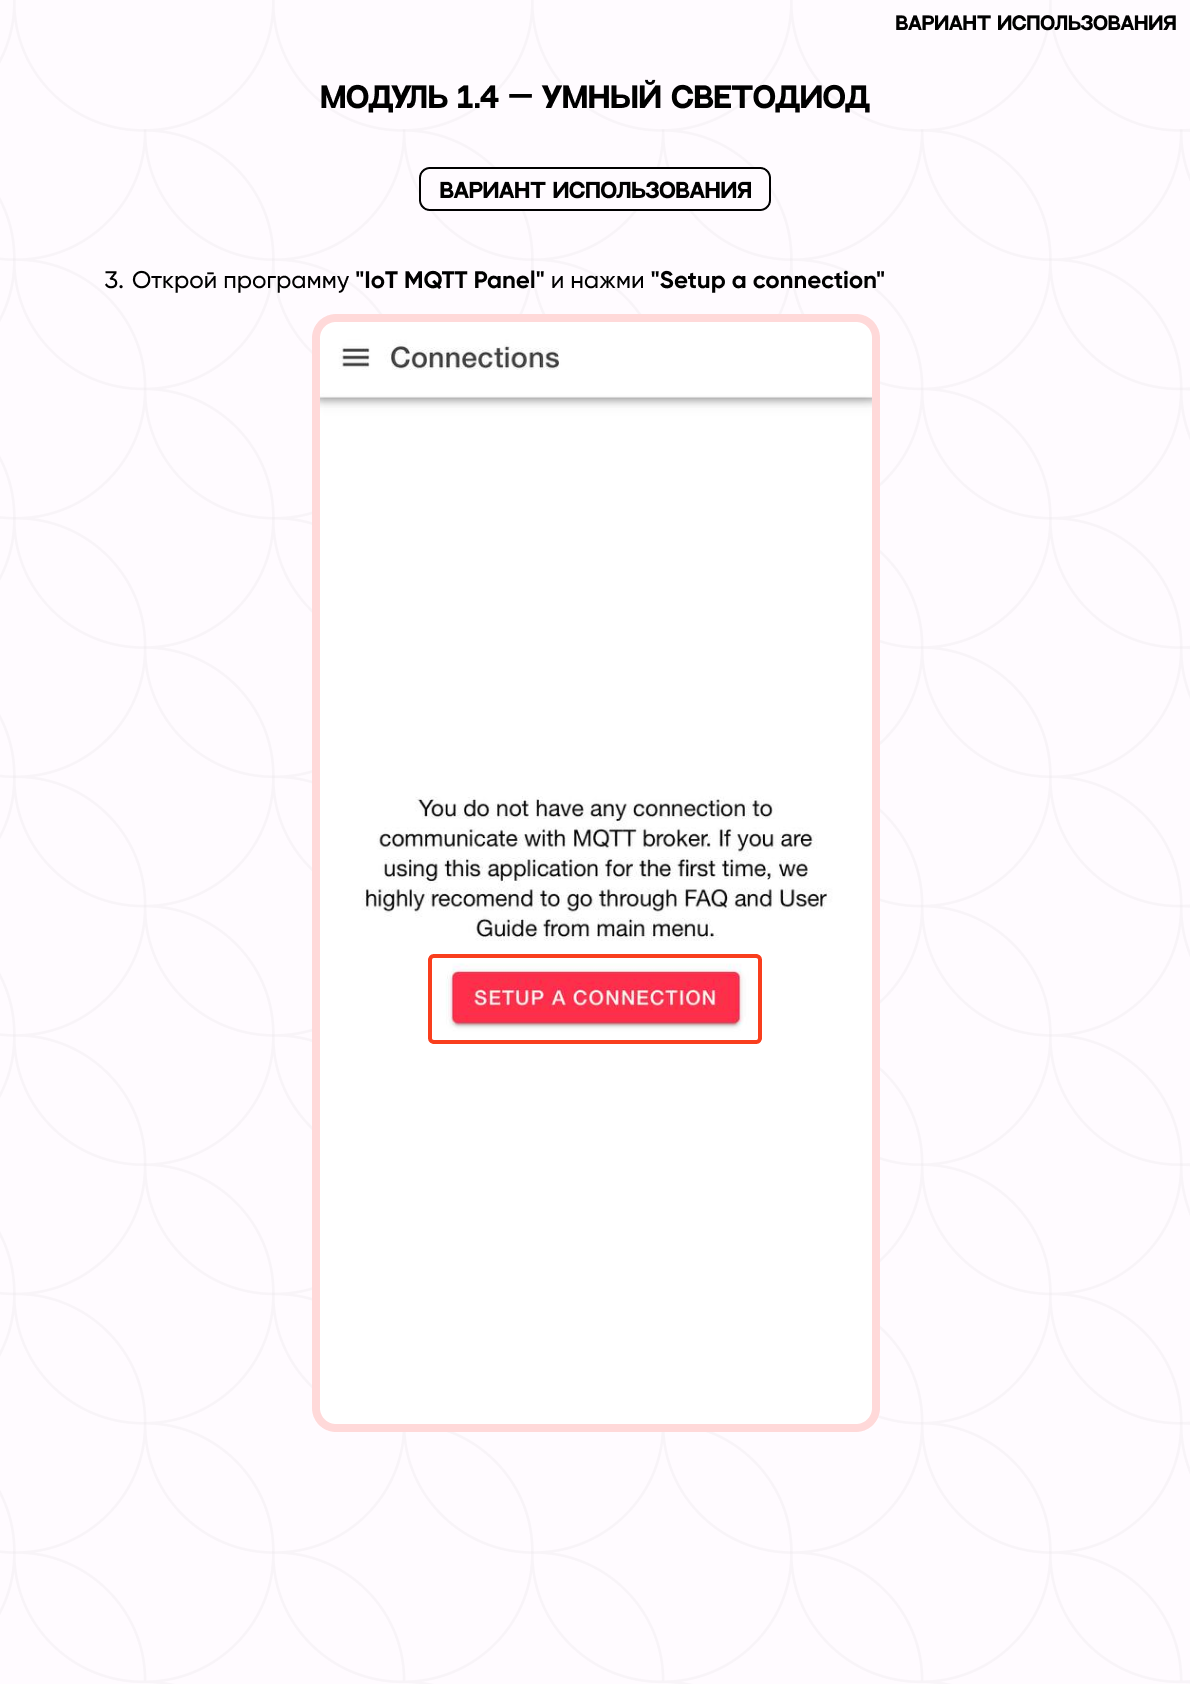 ВАРИАНТ ИСПОЛЬЗОВАНИЯ
МОДУЛЬ 1.4 — УМНЫЙ СВЕТОДИОД
ВАРИАНТ ИСПОЛЬЗОВАНИЯ
3. Открой программу "IoT MQTT Panel" и нажми "Setup a connection"
Connections
You do not have any connection to
communicate with MQTT broker. If you are
using this application for the first time, we
highly recomend to go through FAQ and User
Guide from main menu.
SETUP A CONNECTION